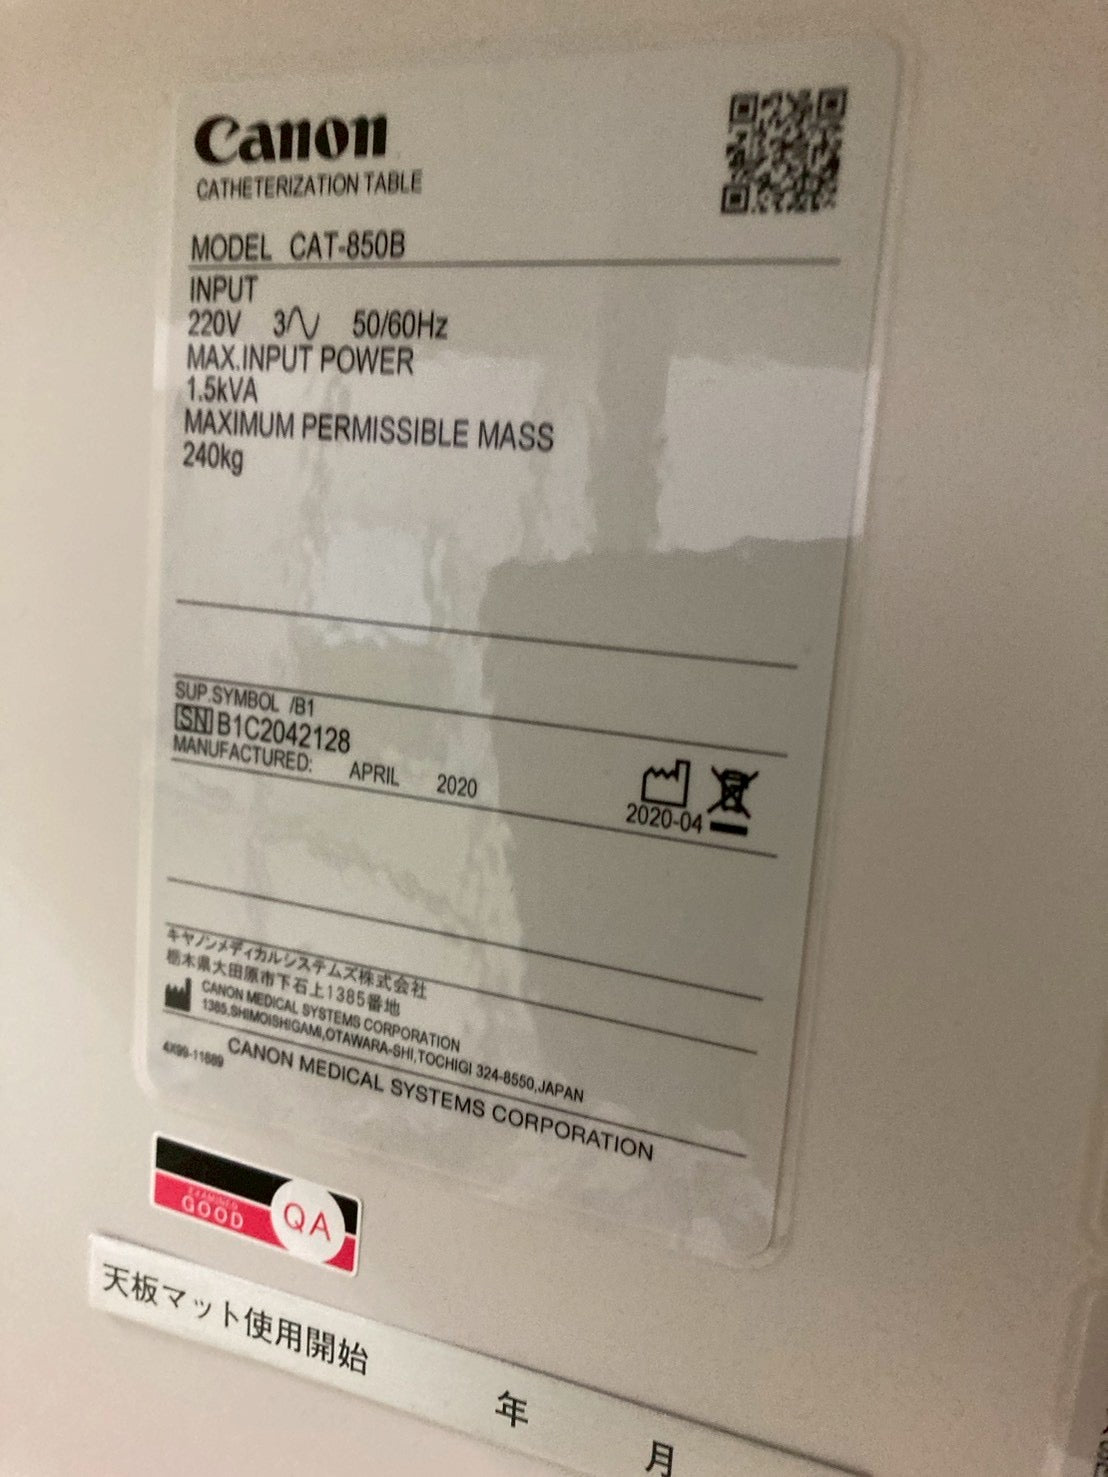 Canon
CATHETERIZATION TABLE
MODEL CAT-850B
INPUT
220V 3∿ 50/60Hz
MAX.INPUT POWER
1.5kVA
MAXIMUM PERMISSIBLE MASS
240kg
SUP.SYMBOL /B1
SN B1C2042128
MANUFACTURED: APRIL 2020
2020-04
キヤノンメディカルシステムズ株式会社
栃木県大田原市下石上1385番地
CANON MEDICAL SYSTEMS CORPORATION
1385,SHIMOISHIGAMI,OTAWARA-SHI,TOCHIGI 324-8550,JAPAN
4X99-11889
CANON MEDICAL SYSTEMS CORPORATION
EXAMINED
GOOD
QA
天板マット使用開始
年
月